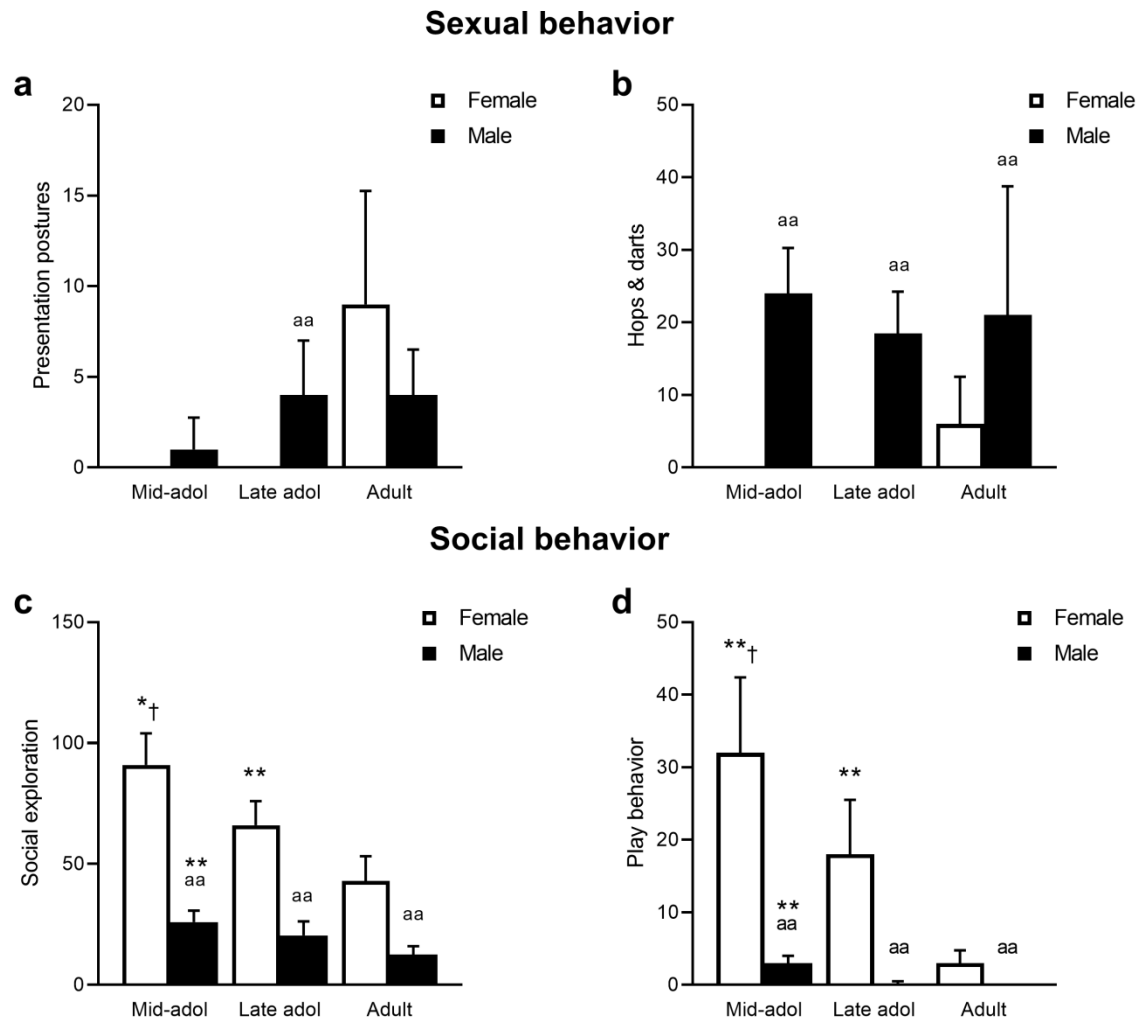 Sexual behavior
a
Female
Male
20
15
10
5
0
Presentation postures
aa
Mid-adol Late adol Adult
b
Female
Male
50
40
30
20
10
0
Hops & darts
aa
aa
aa
Mid-adol Late adol Adult
Social behavior
c
Female
Male
150
100
50
0
Social exploration
*†
**
**
aa
aa
aa
Mid-adol Late adol Adult
d
Female
Male
50
40
30
20
10
0
Play behavior
**†
**
**
aa
aa
aa
Mid-adol Late adol Adult